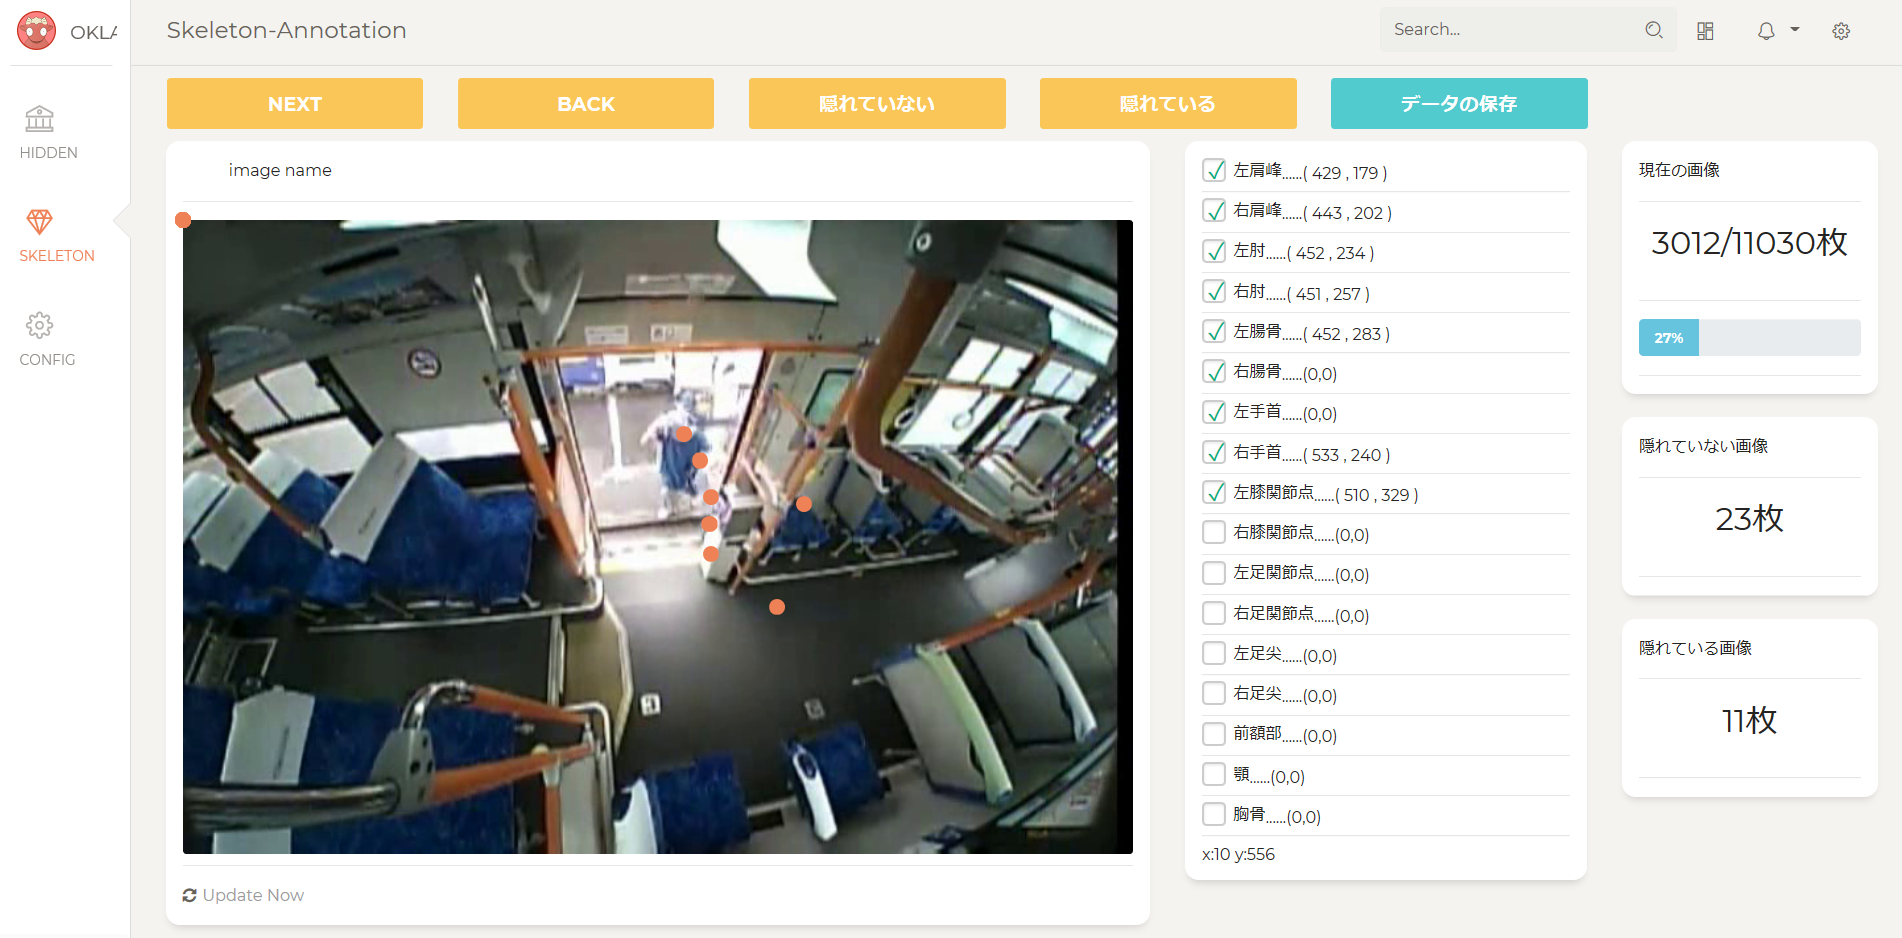 OKLA
Skeleton-Annotation
Search...
HIDDEN
SKELETON
CONFIG
NEXT
BACK
隠れていない
隠れている
データの保存
image name
Update Now
左肩峰......( 429 , 179 )
右肩峰......( 443 , 202 )
左肘......( 452 , 234 )
右肘......( 451 , 257 )
左腸骨......( 452 , 283 )
右腸骨......(0,0)
左手首......(0,0)
右手首......( 533 , 240 )
左膝関節点......( 510 , 329 )
右膝関節点......(0,0)
左足関節点......(0,0)
右足関節点......(0,0)
左足尖......(0,0)
右足尖......(0,0)
前額部......(0,0)
顎......(0,0)
胸骨......(0,0)
x:10 y:556
現在の画像
3012/11030枚
27%
隠れていない画像
23枚
隠れている画像
11枚